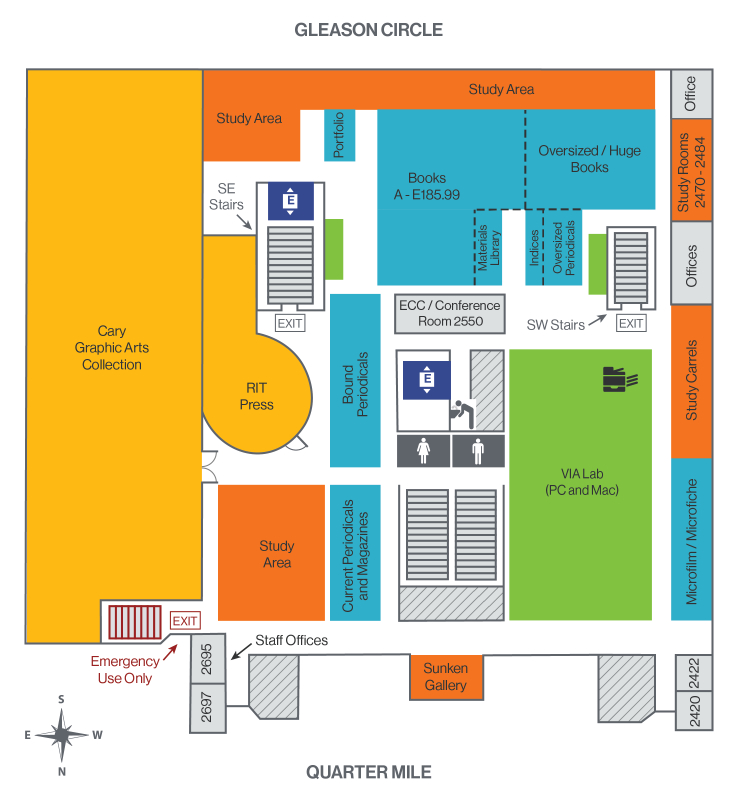 GLEASON CIRCLE
Study Area
Office
Study Area
Portfolio
Study Rooms
2470 - 2484
Oversized / Huge
Books
Books
A - E185.99
SE
Stairs
E
Materials
Library
Indices
Oversized
Periodicals
Offices
ECC / Conference
Room 2550
EXIT
SW Stairs
EXIT
Cary
Graphic Arts
Collection
RIT
Press
Bound
Periodicals
E
Study Carrels
VIA Lab
(PC and Mac)
Study
Area
Current Periodicals
and Magazines
Microfilm / Microfiche
EXIT
Emergency
Use Only
2695
Staff Offices
2697
Sunken
Gallery
2422
2420
S
E
W
N
QUARTER MILE